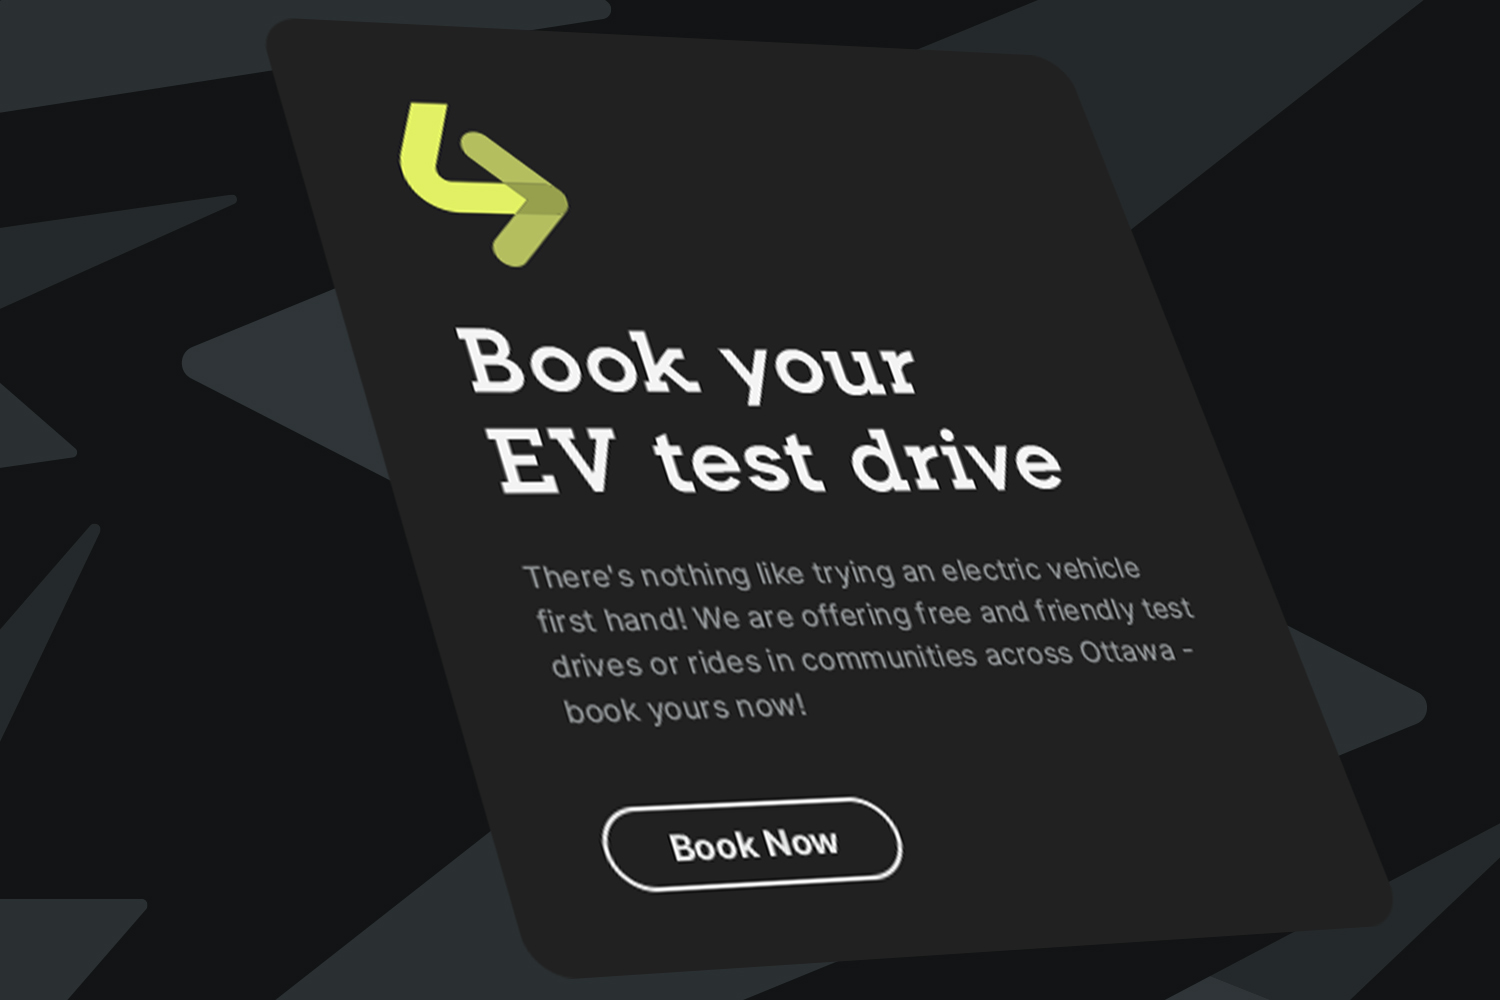 Book your
EV test drive
There's nothing like trying an electric vehicle
first hand! We are offering free and friendly test
drives or rides in communities across Ottawa -
book yours now!
Book Now